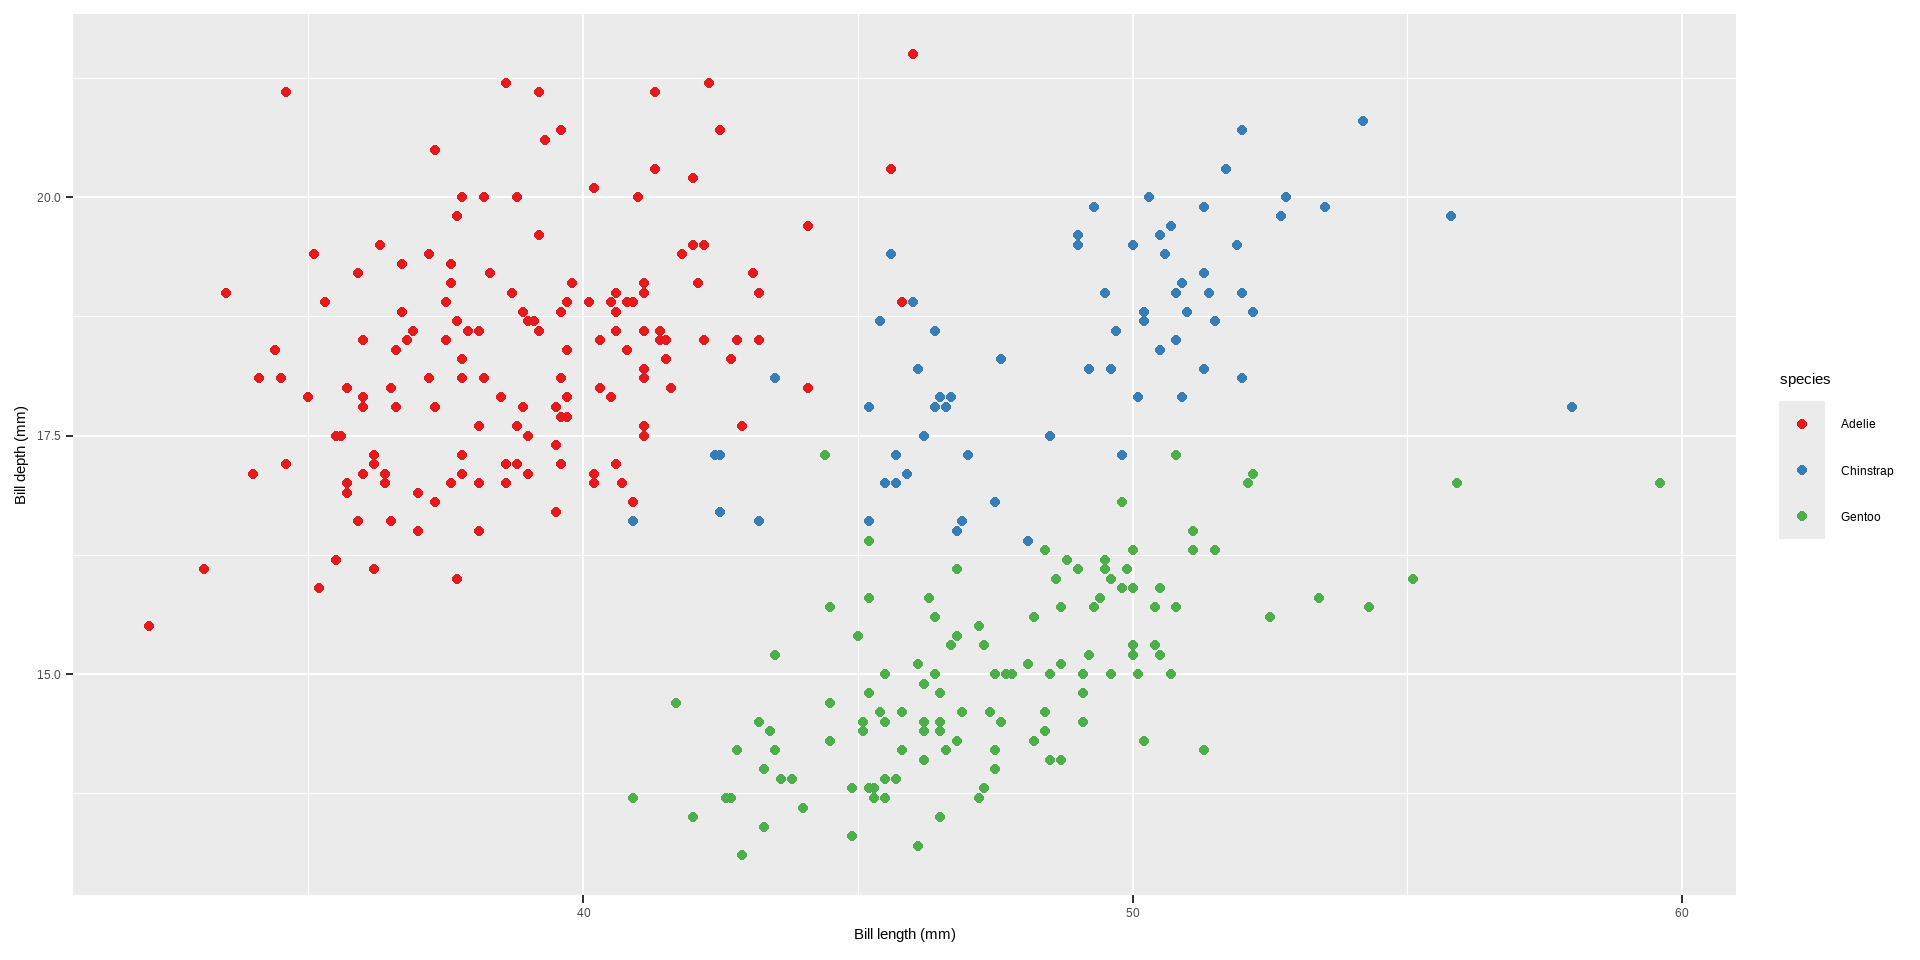 20.0
17.5
15.0
Bill depth (mm)
40
50
60
Bill length (mm)
species
Adelie
Chinstrap
Gentoo